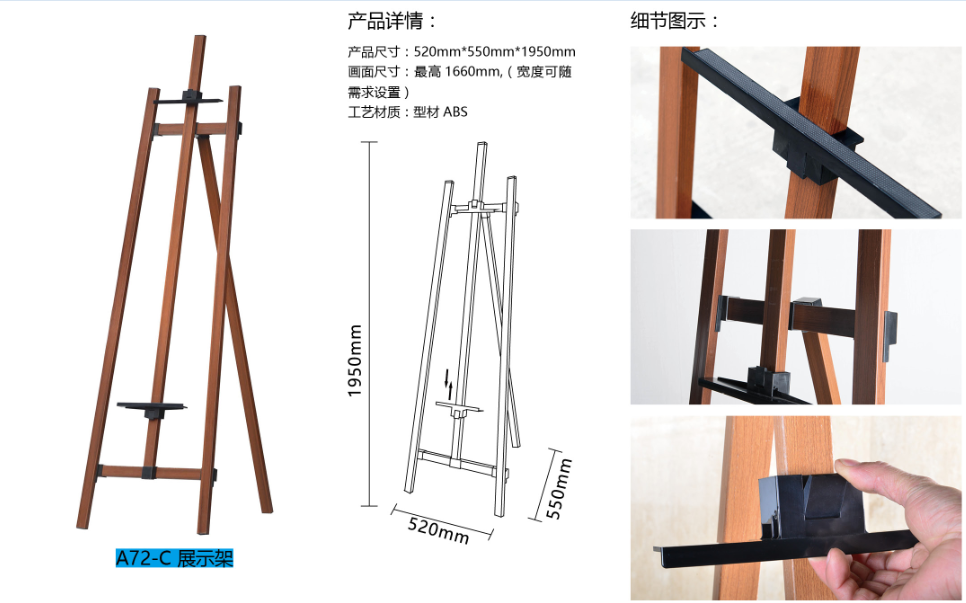 产品详情：
产品尺寸：520mm*550mm*1950mm
画面尺寸：最高 1660mm,（宽度可随
需求设置）
工艺材质：型材 ABS
细节图示：
1950mm
520mm
550mm
A72-C 展示架